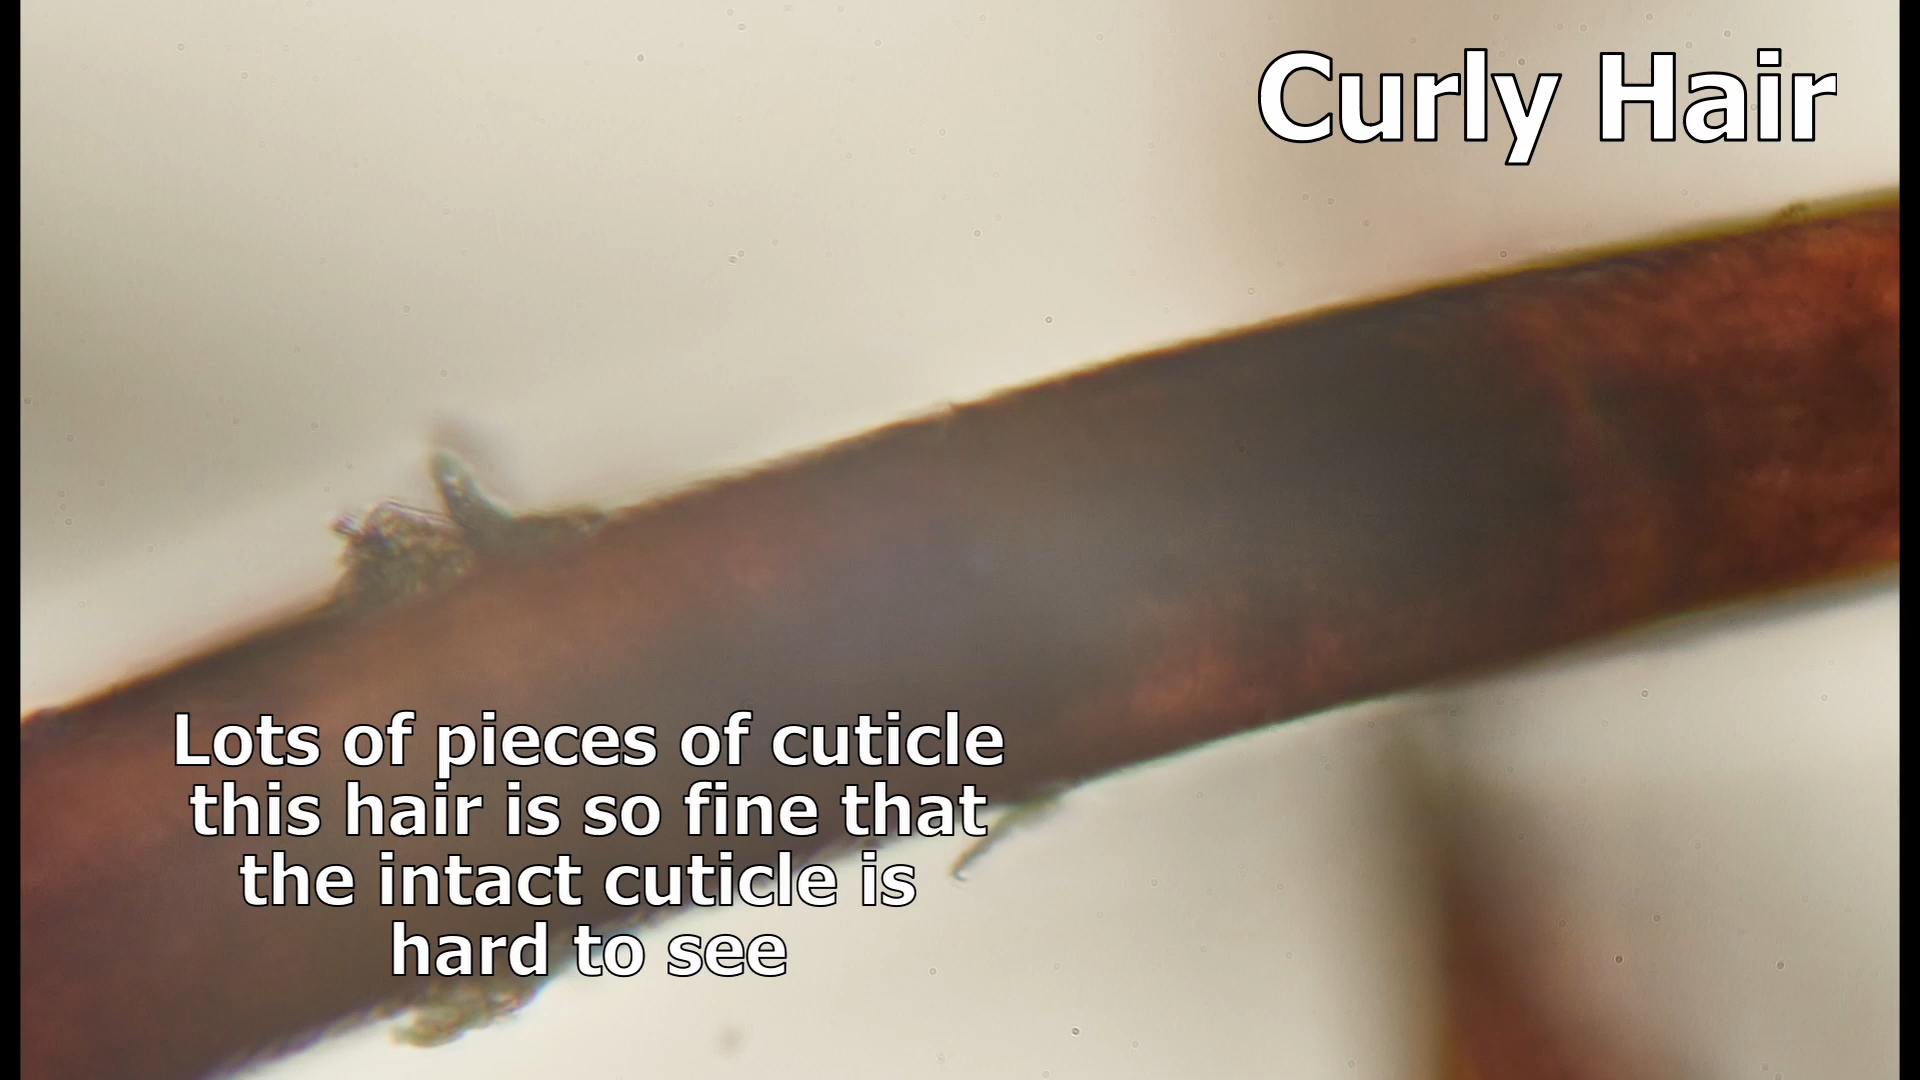 Curly Hair
Lots of pieces of cuticle
this hair is so fine that
the intact cuticle is
hard to see